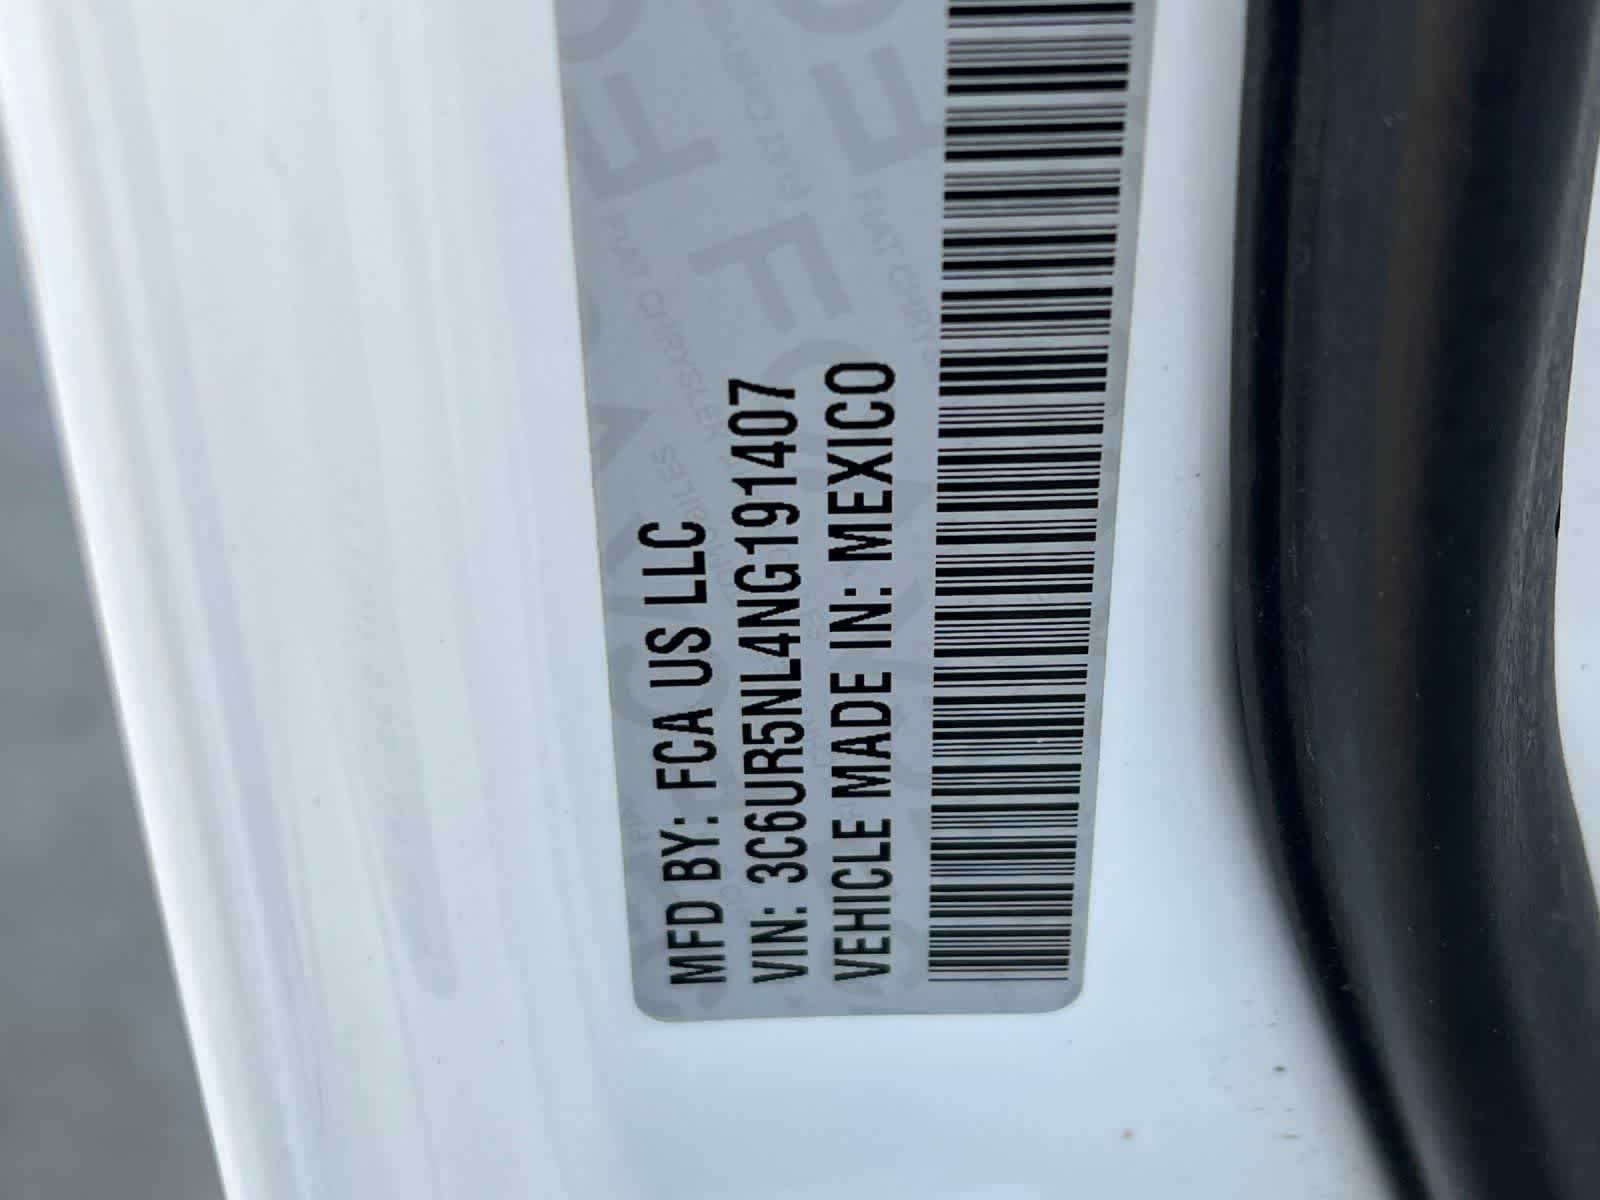 MFD BY: FCA US LLC
VIN: 3C6UR5NL4NG191407
VEHICLE MADE IN: MEXICO